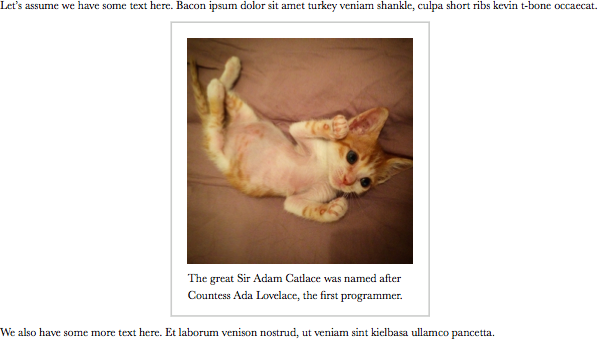 Let’s assume we have some text here. Bacon ipsum dolor sit amet turkey veniam shankle, culpa short ribs kevin t-bone occaecat.
The great Sir Adam Catlace was named after
Countess Ada Lovelace, the first programmer.
We also have some more text here. Et laborum venison nostrud, ut veniam sint kielbasa ullamco pancetta.